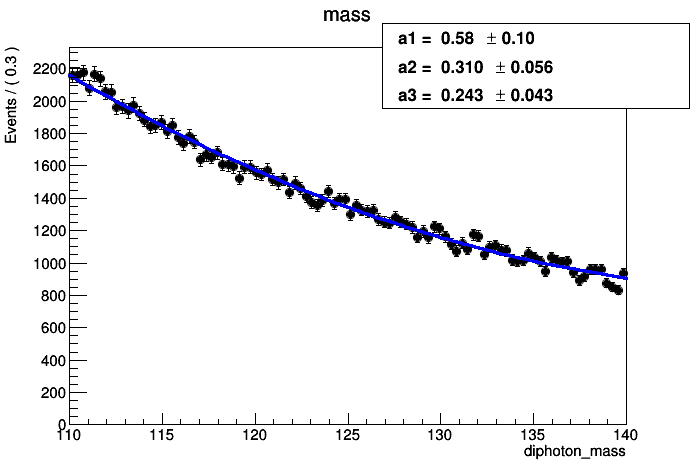 mass
a1 = 0.58 ± 0.10
a2 = 0.310 ± 0.056
a3 = 0.243 ± 0.043
Events / ( 0.3 )
2200
2000
1800
1600
1400
1200
1000
800
600
400
200
0
110 115 120 125 130 135 140
diphoton_mass